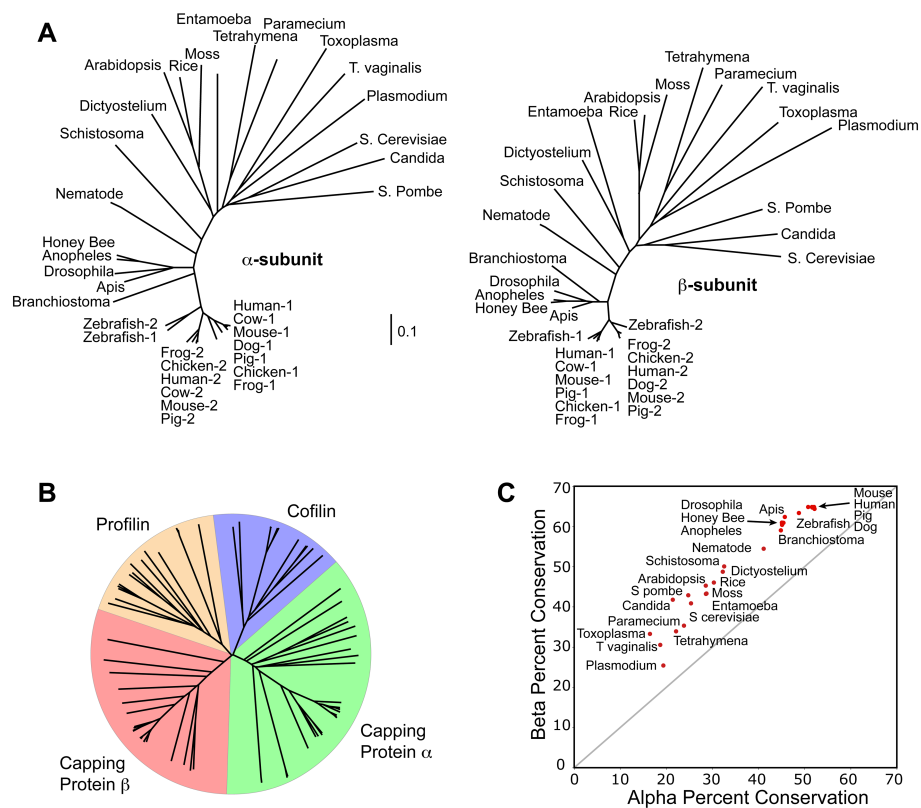 A
Entamoeba
Paramecium
Tetrahymena
Toxoplasma
Moss
Rice
Arabidopsis
T. vaginalis
Plasmodium
Dictyostelium
Schistosoma
S. Cerevisiae
Candida
S. Pombe
Nematode
Honey Bee
Anopheles
Drosophila
Apis
Branchiostoma
α-subunit
Zebrafish-2
Zebrafish-1
Frog-2
Chicken-2
Human-2
Cow-2
Mouse-2
Pig-2
Human-1
Cow-1
Mouse-1
Dog-1
Pig-1
Chicken-1
Frog-1
0.1
Tetrahymena
Paramecium
T. vaginalis
Moss
Arabidopsis
Rice
Entamoeba
Toxoplasma
Plasmodium
Dictyostelium
Schistosoma
Nematode
S. Pombe
Candida
S. Cerevisiae
Branchiostoma
β-subunit
Drosophila
Anopheles
Honey Bee
Apis
Zebrafish-1
Zebrafish-2
Human-1
Cow-1
Mouse-1
Pig-1
Chicken-1
Frog-1
Frog-2
Chicken-2
Human-2
Dog-2
Mouse-2
Pig-2
B
Profilin
Cofilin
Capping
Protein α
Capping
Protein β
C
Beta Percent Conservation
70
60
50
40
30
20
10
0
Mouse
Human
Pig
Dog
Drosophila
Honey Bee
Anopheles
Apis
Zebrafish
Branchiostoma
Nematode
Schistosoma
Dictyostelium
Arabidopsis
Rice
S pombe
Moss
Candida
Entamoeba
S cerevisiae
Paramecium
Toxoplasma
Tetrahymena
T vaginalis
Plasmodium
0 10 20 30 40 50 60 70
Alpha Percent Conservation